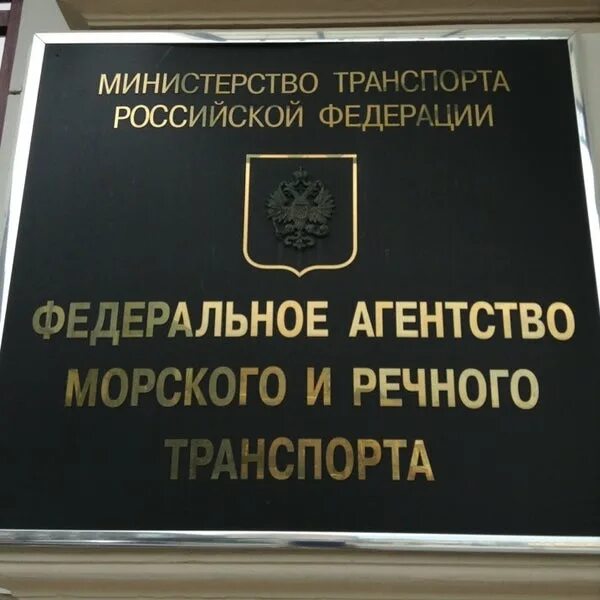 МИНИСТЕРСТВО ТРАНСПОРТА
РОССИЙСКОЙ ФЕДЕРАЦИИ
ФЕДЕРАЛЬНОЕ АГЕНТСТВО
МОРСКОГО И РЕЧНОГО
ТРАНСПОРТА